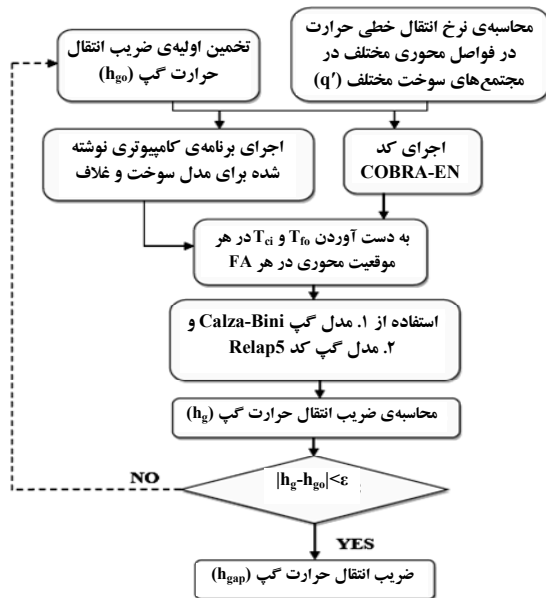 محاسبه‌ی نرخ انتقال خطی حرارت
در فواصل محوری مختلف در
مجتمع‌های سوخت مختلف (q′)
تخمین اولیه‌ی ضریب انتقال
حرارت گپ (hgo)
اجرای کد
COBRA-EN
اجرای برنامه‌ی کامپیوتری نوشته
شده برای مدل سوخت و غلاف
به دست آوردن Tfo و Tci در هر
موقعیت محوری در هر FA
استفاده از ۱. مدل گپ Calza-Bini و
۲. مدل گپ کد Relap5
محاسبه‌ی ضریب انتقال حرارت گپ (hg)
|hg-hgo|<ε
NO
YES
ضریب انتقال حرارت گپ (hgap)